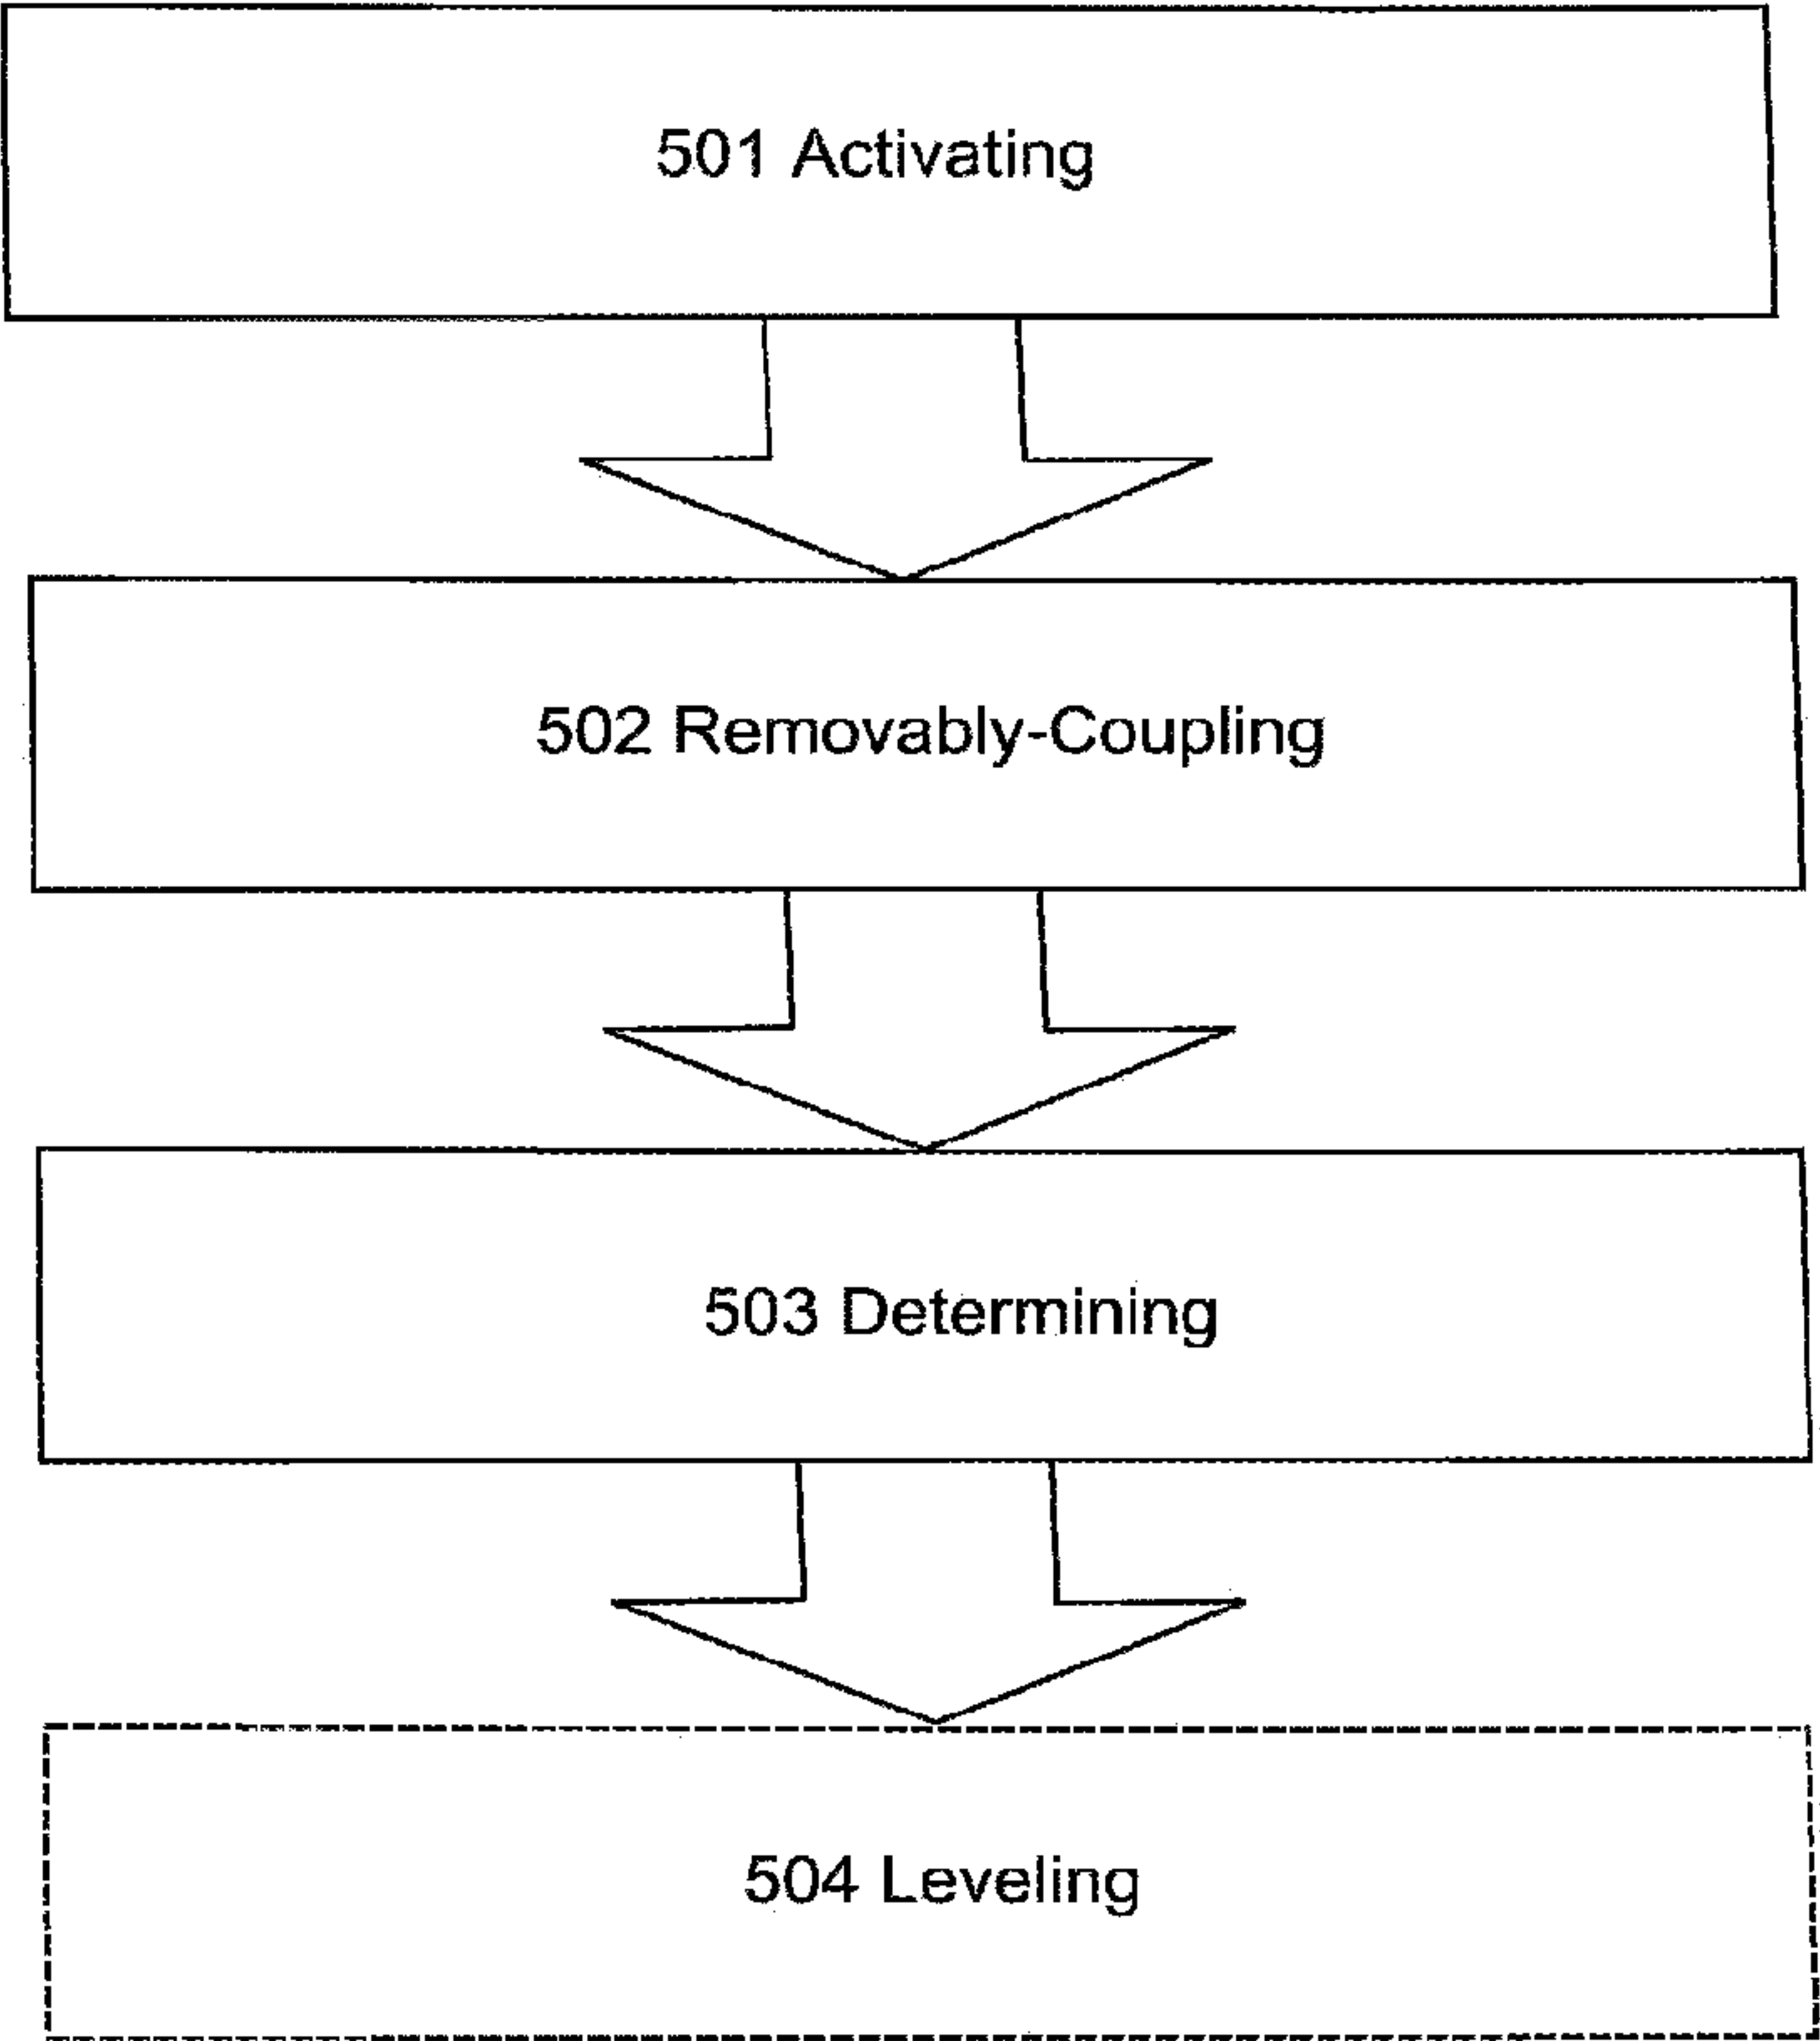 501 Activating
502 Removably-Coupling
503 Determining
504 Leveling